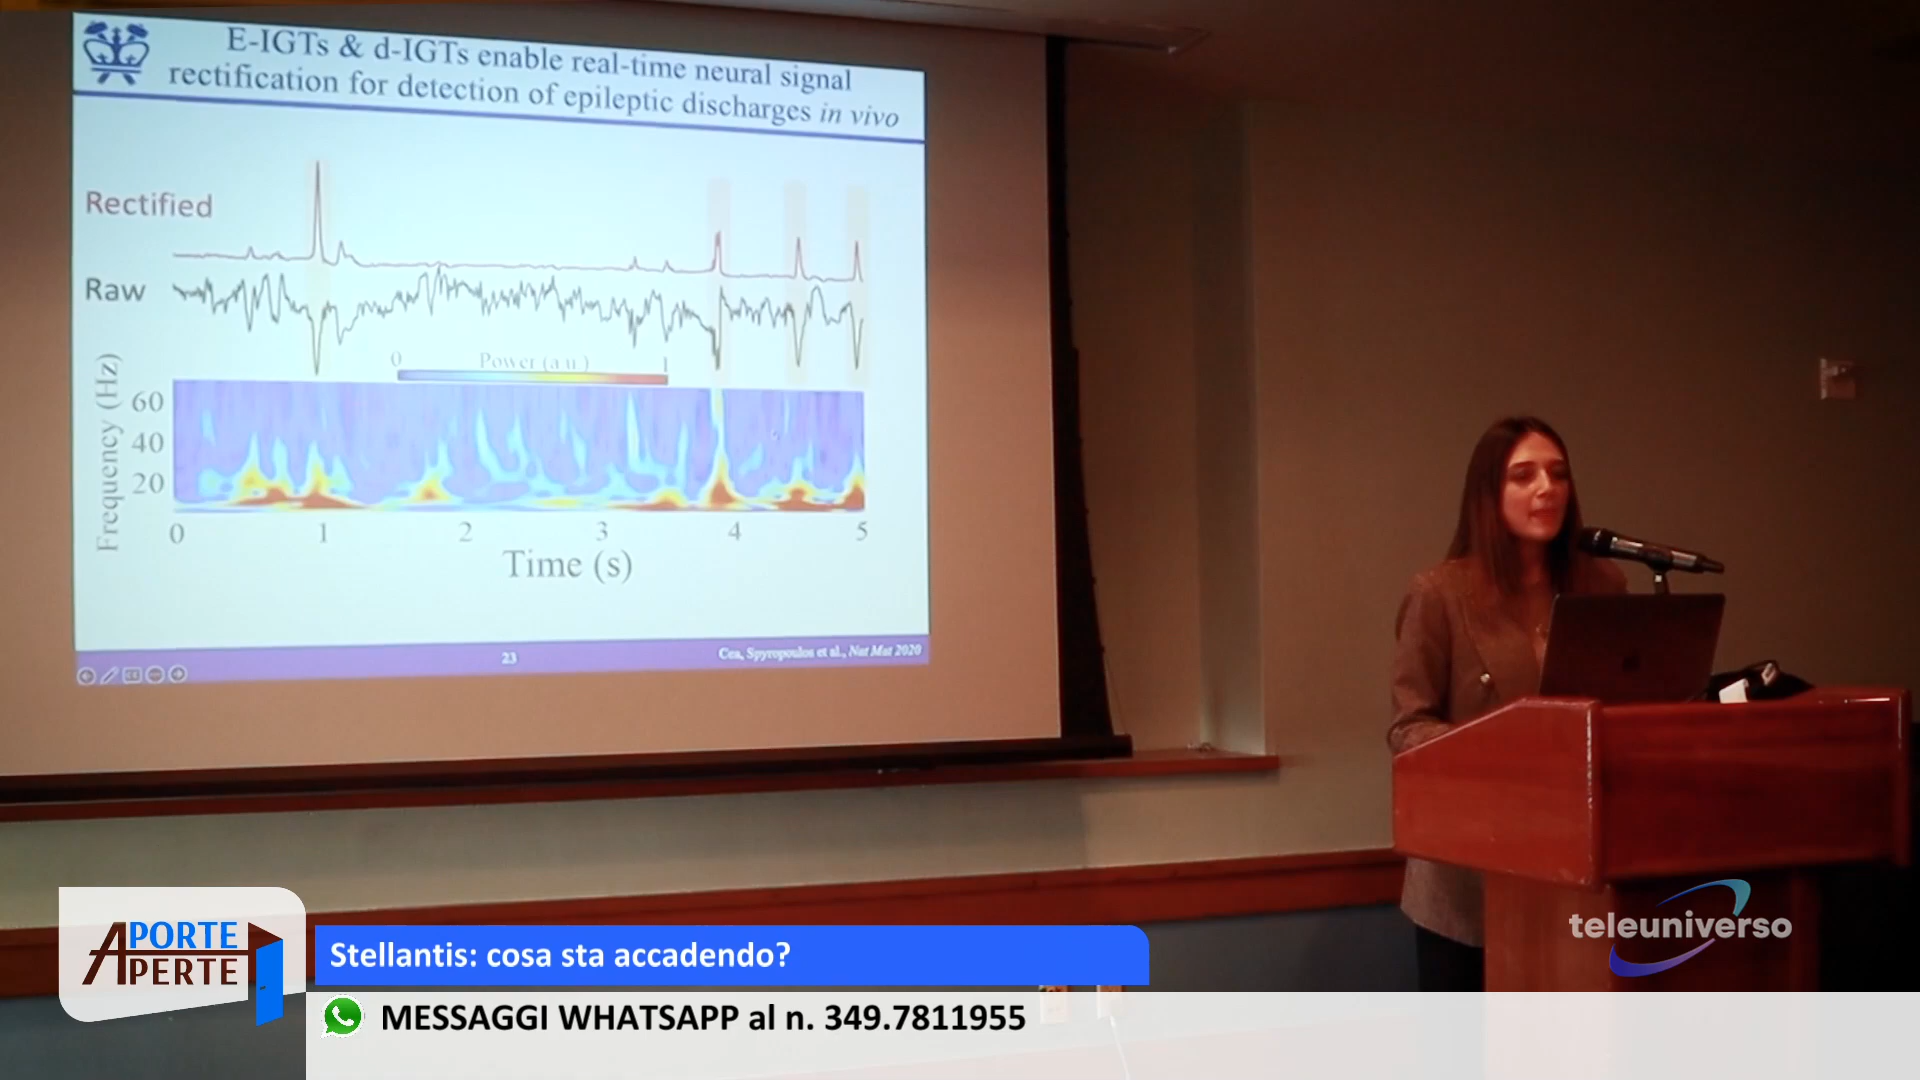 E-IGTs & d-IGTs enable real-time neural signal
rectification for detection of epileptic discharges in vivo
Rectified
Raw
0 Power (a.u.) 1
Frequency (Hz)
60
40
20
0 1 2 3 4 5
Time (s)
23
Cea, Spyropoulos et al., Nat Mat 2020
A PORTE
APERTE
Stellantis: cosa sta accadendo?
MESSAGGI WHATSAPP al n. 349.7811955
teleuniverso